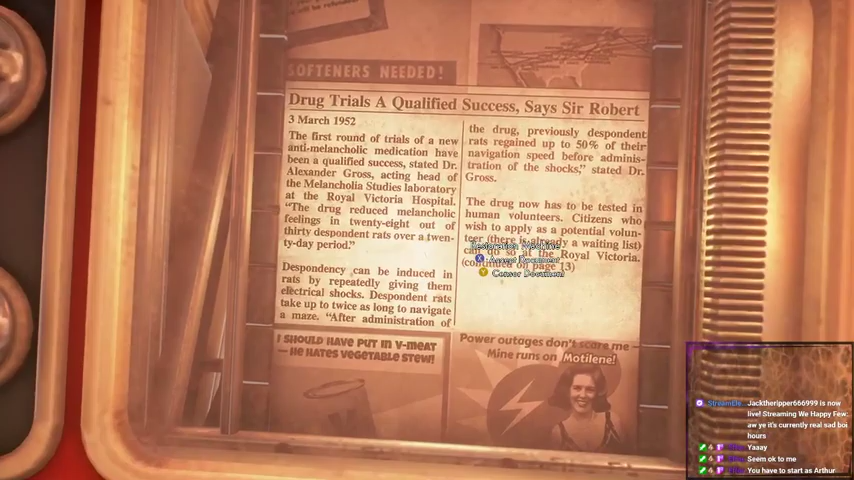 will be refunded
SOFTENERS NEEDED!
Drug Trials A Qualified Success, Says Sir Robert
3 March 1952
The first round of trials of a new
anti-melancholic medication have
been a qualified success, stated Dr.
Alexander Gross, acting head of
the Melancholia Studies laboratory
at the Royal Victoria Hospital.
"The drug reduced melancholic
feelings in twenty-eight out of
thirty despondent rats over a twen-
ty-day period."
Despondency can be induced in
rats by repeatedly giving them
electrical shocks. Despondent rats
take up to twice as long to navigate
a maze. "After administration of
the drug, previously despondent
rats regained up to 50% of their
navigation speed before adminis-
tration of the shocks," stated Dr.
Gross.
The drug now has to be tested in
human volunteers. Citizens who
wish to apply as a potential volun-
teer (there is already a waiting list)
can do so at the Royal Victoria.
(continued on page 13)
X Accept Document
Y Censor Document
I SHOULD HAVE PUT IN V-MEAT
— HE HATES VEGETABLE STEW!
Power outages don't scare me —
Mine runs on Motilene!
Jacktheripper666999 is now
live! Streaming We Happy Few:
aw ye it's currently real sad boi
hours
Yaaay
Seem ok to me
You have to start as Arthur